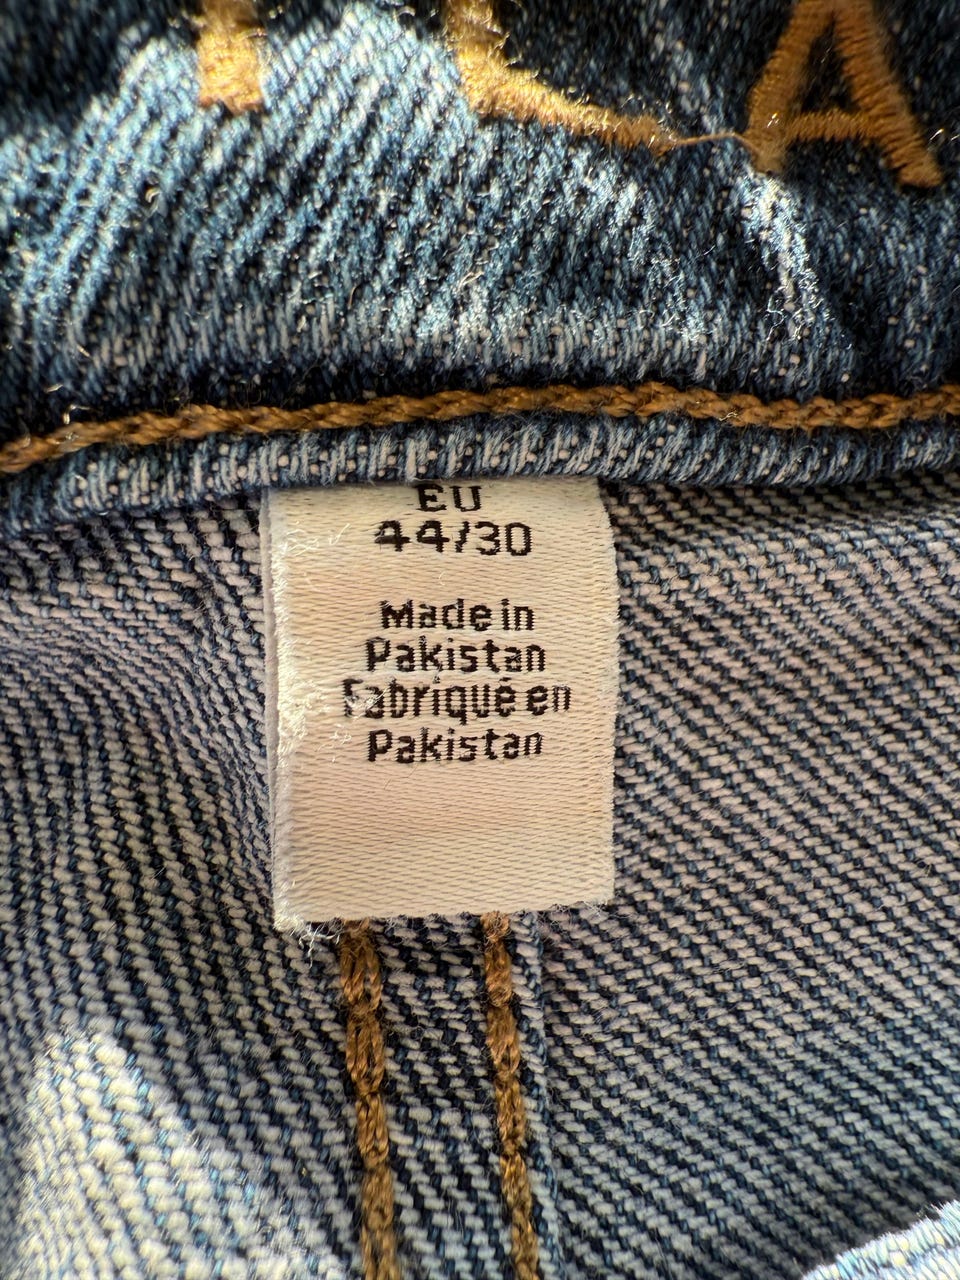 A
EU
44/30
Made in
Pakistan
Fabriqué en
Pakistan